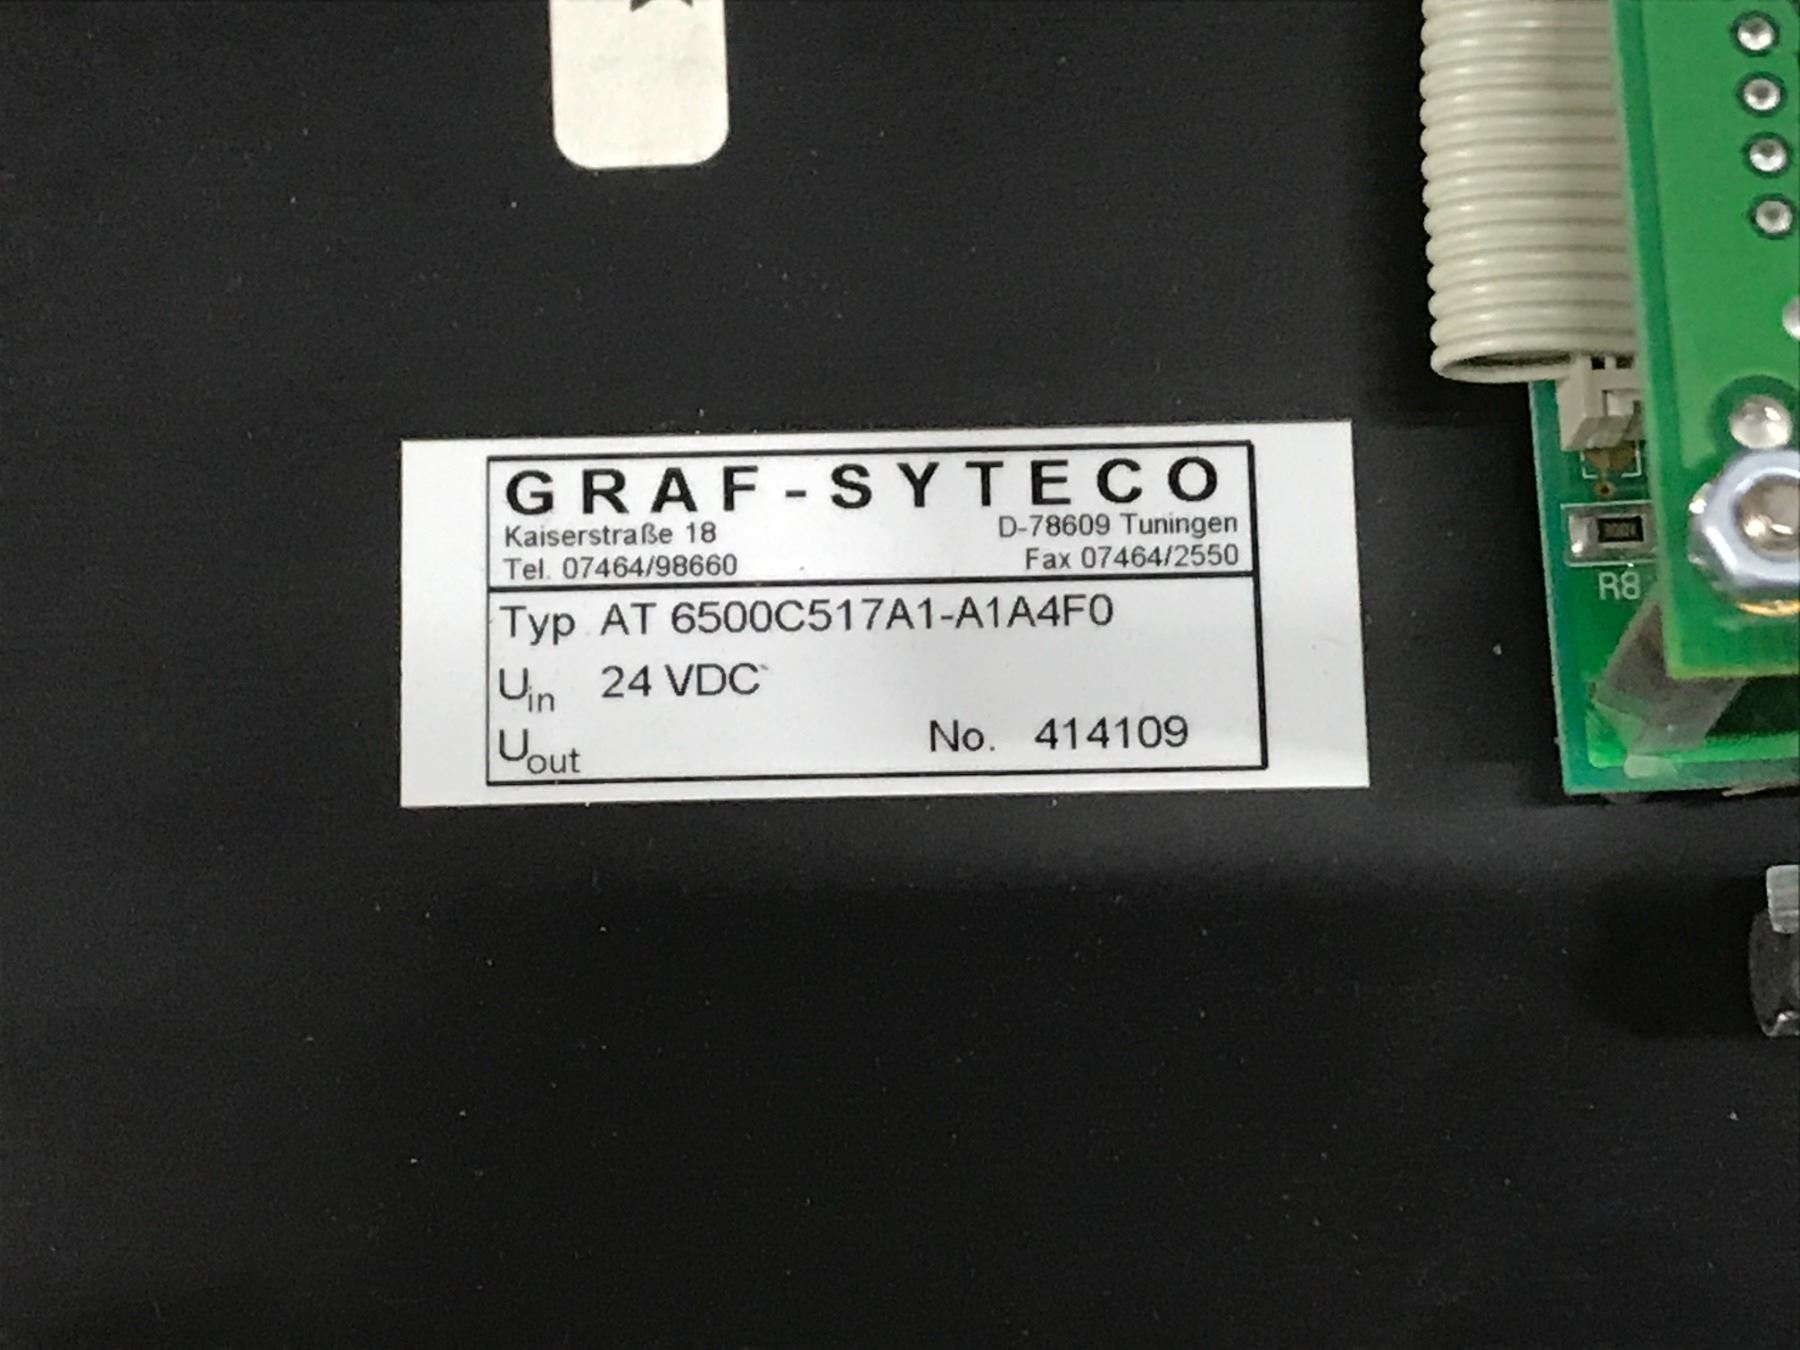 GRAF-SYTECO
Kaiserstraße 18 D-78609 Tuningen
Tel. 07464/98660 Fax 07464/2550
Typ AT 6500C517A1-A1A4F0
Uin 24 VDC
Uout No. 414109
R8